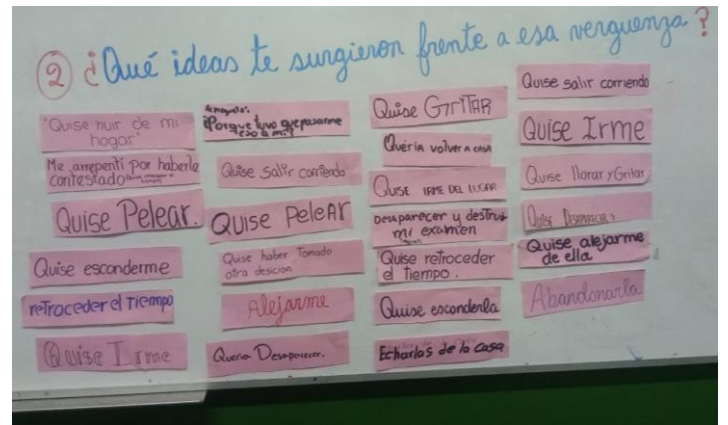 ② ¿Qué ideas te surgieron frente a esa verguenza?
"Quise huir de mi
hogar"
Me arrepentí por haberle
contestado
Quise Pelear.
Quise esconderme
retroceder el tiempo
Quise Irme
Porque tuvo que pasarme
eso a mi
Quise salir corriendo
Quise PeleAr
Quise haber Tomado
otra desicion
Alejarme
Queria Desaparecer.
Quise GriTAR
Quería volver a casa
Quise irme del lugar
Desaparecer y destruir
mi examen
Quise retroceder
el tiempo.
Quise esconderla
Echarlos de la casa
Quise salir corriendo
Quise Irme
Quise llorar y Gritar
Quise Desaparecer
Quise alejarme
de ella
Abandonarla